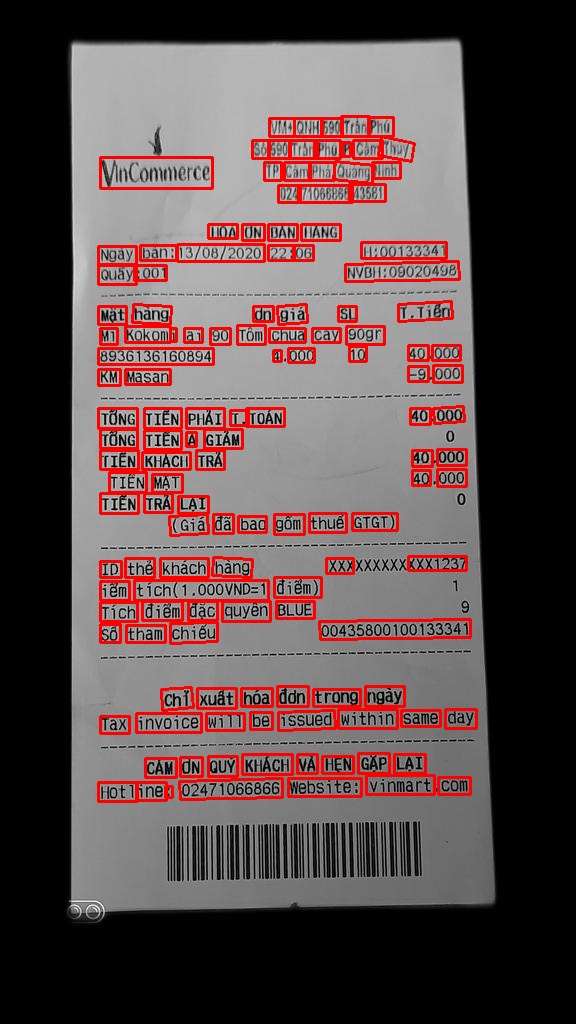 VM+ QNH 590 Trần Phú
Số 590 Trần Phú P Cẩm Thủy
VinCommerce
TP Cẩm Phả, Quảng Ninh
02471066866 43581
HÓA ĐƠN BÁN HÀNG
Ngày bán:13/08/2020 22:06 H:00133341
Quầy:001 NVBH:09020498
Mặt hàng Đơn giá SL T.Tiền
MÌ Kokomi ại 90 Tôm chua cay 90gr
8936136160894 4.000 10 40.000
KM Masan -9.000
TỔNG TIỀN PHẢI T.TOÁN 40.000
TỔNG TIỀN Ã GIẢM 0
TIỀN KHÁCH TRẢ 40.000
TIỀN MẶT 40.000
TIỀN TRẢ LẠI 0
(Giá đã bao gồm thuế GTGT)
ID thẻ khách hàng XXXXXXXXXXXX1237
iểm tích(1.000VND=1 điểm) 1
Tích điểm đặc quyền BLUE 9
Số tham chiếu 00435800100133341
Chỉ xuất hóa đơn trong ngày
Tax invoice will be issued within same day
CẢM ƠN QUÝ KHÁCH VÀ HẸN GẶP LẠI
Hotline: 02471066866 Website: vinmart.com